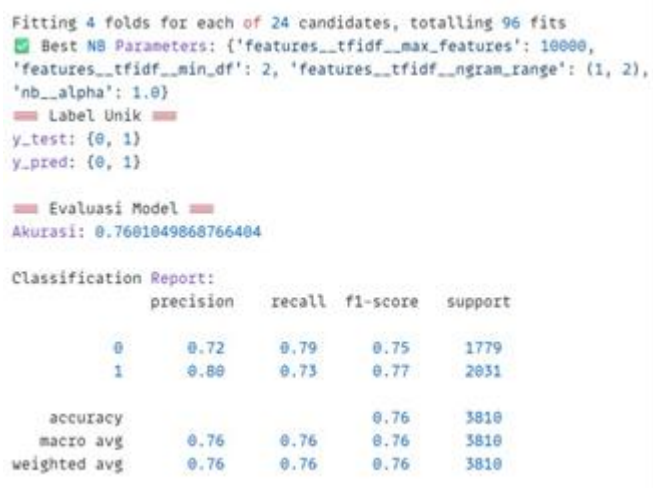 Fitting 4 folds for each of 24 candidates, totalling 96 fits
✅ Best NB Parameters: {'features__tfidf__max_features': 10000,
'features__tfidf__min_df': 2, 'features__tfidf__ngram_range': (1, 2),
'nb__alpha': 1.0}
=== Label Unik ===
y_test: {0, 1}
y_pred: {0, 1}
=== Evaluasi Model ===
Akurasi: 0.7601049868766404
Classification Report:
precision recall f1-score support
0 0.72 0.79 0.75 1779
1 0.80 0.73 0.77 2031
accuracy 0.76 3810
macro avg 0.76 0.76 0.76 3810
weighted avg 0.76 0.76 0.76 3810